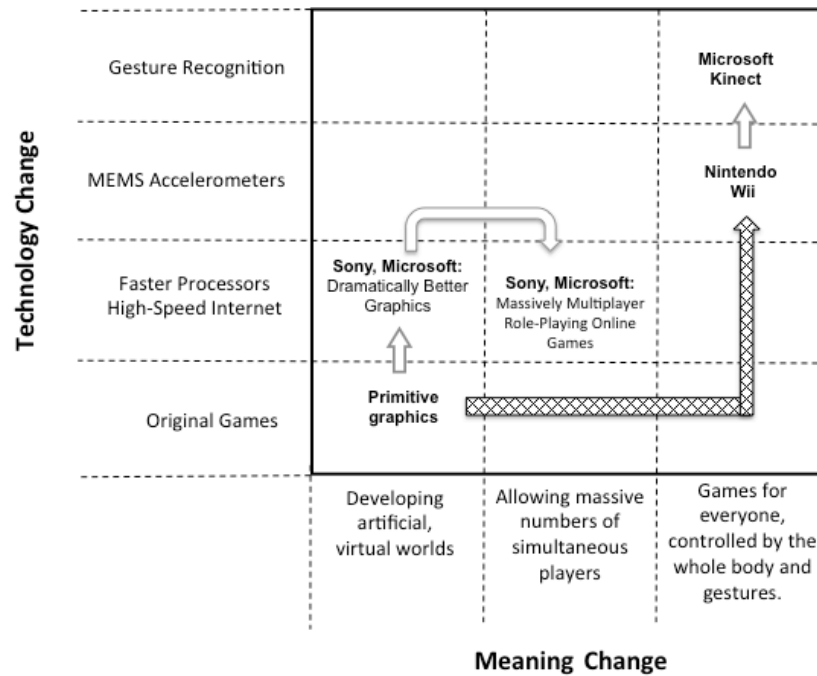 Technology Change
Gesture Recognition
Microsoft
Kinect
MEMS Accelerometers
Nintendo
Wii
Faster Processors
High-Speed Internet
Sony, Microsoft:
Dramatically Better
Graphics
Sony, Microsoft:
Massively Multiplayer
Role-Playing Online
Games
Original Games
Primitive
graphics
Developing
artificial,
virtual worlds
Allowing massive
numbers of
simultaneous
players
Games for
everyone,
controlled by the
whole body and
gestures.
Meaning Change